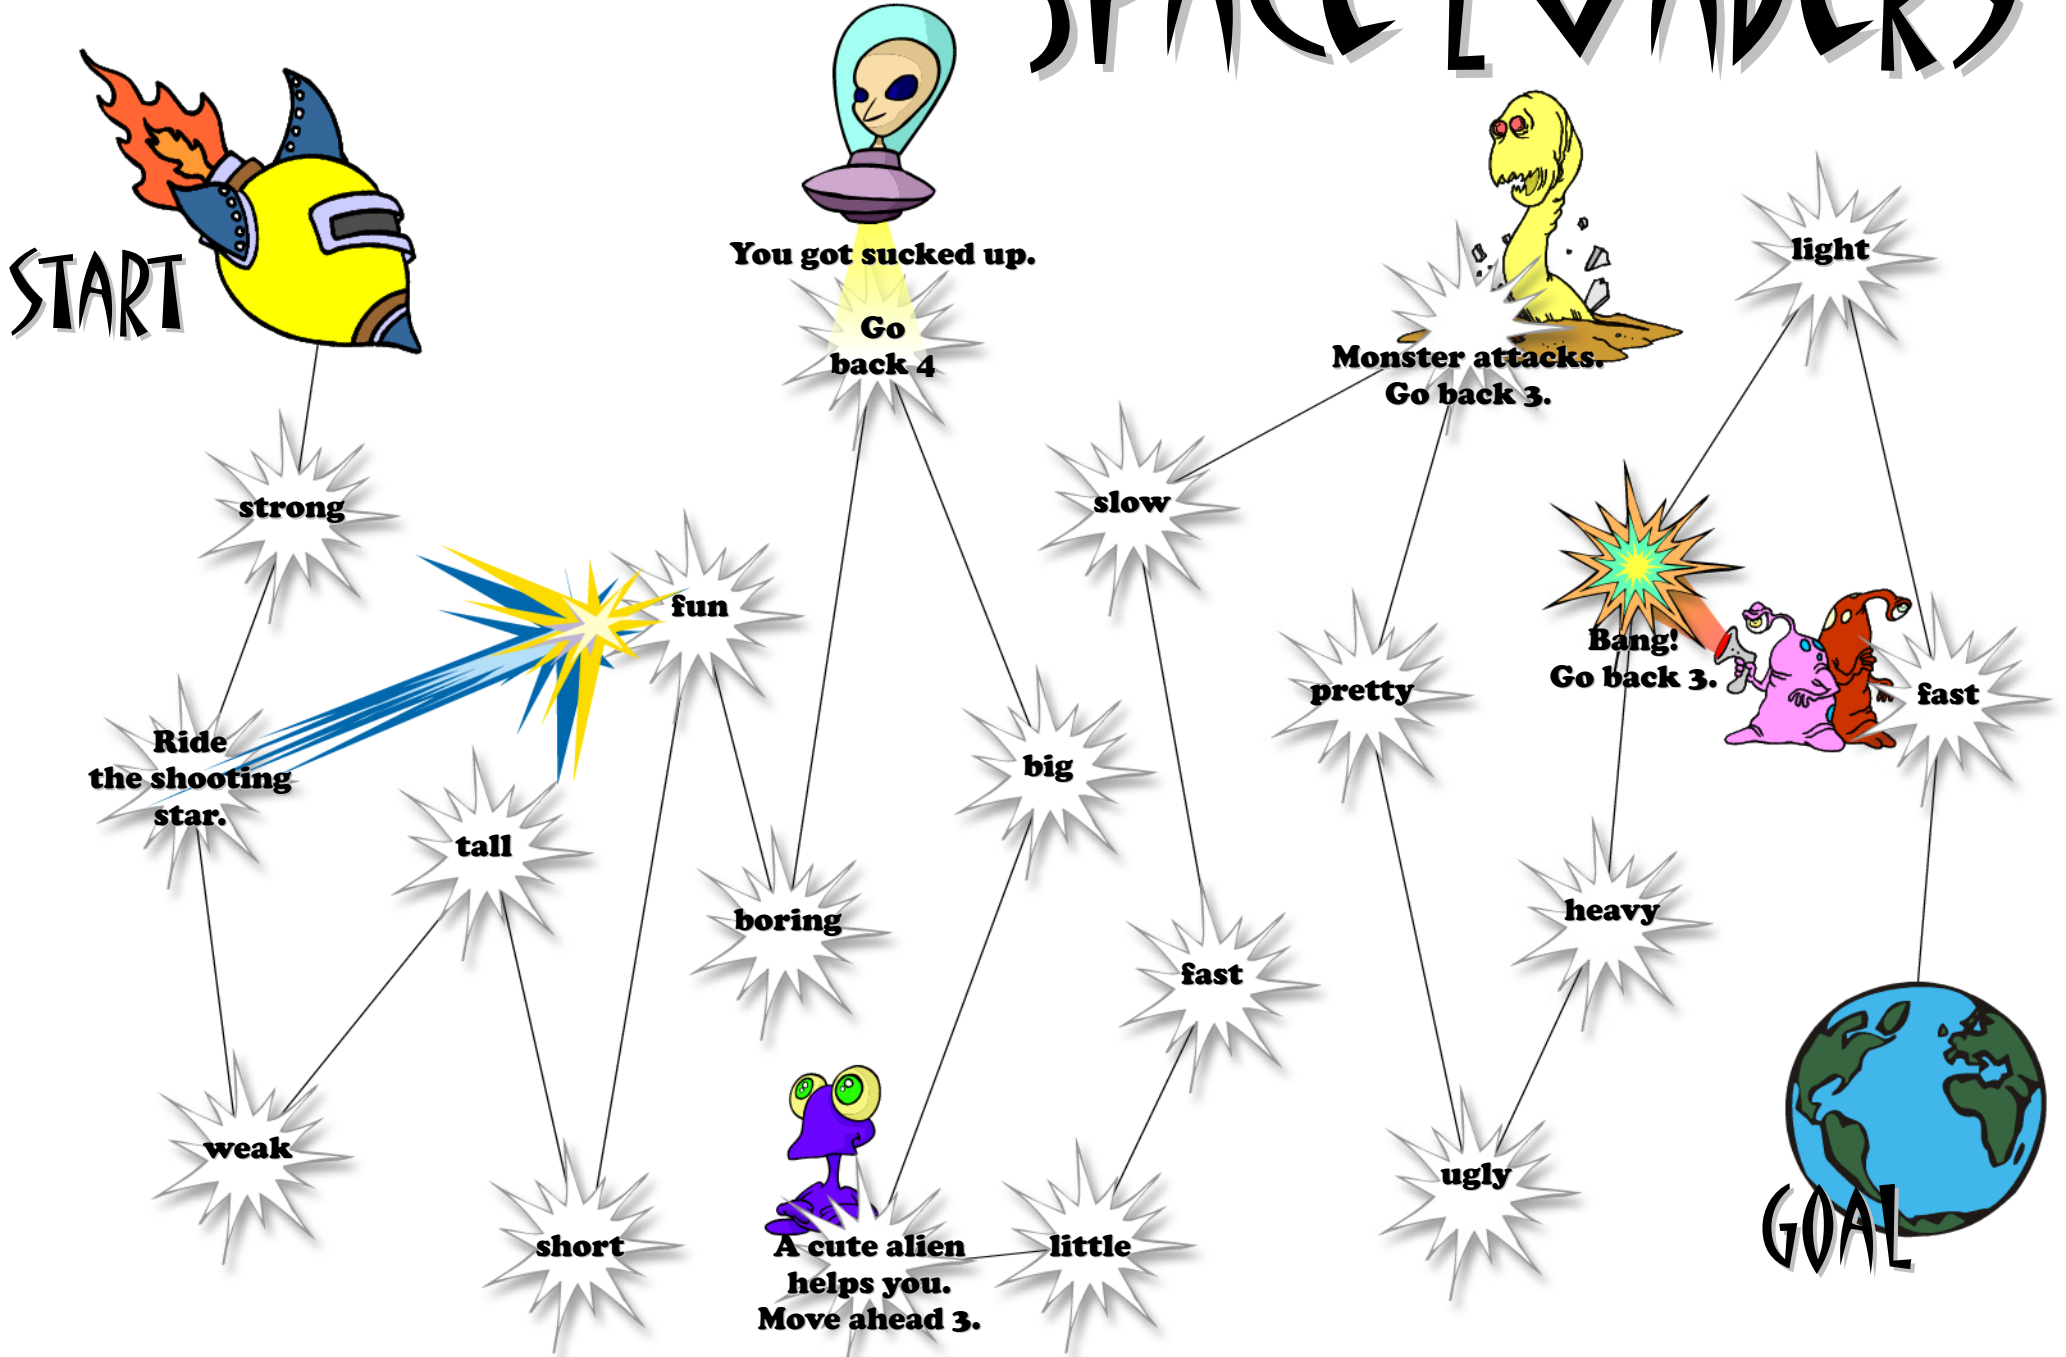 START
strong
Ride
the shooting
star.
weak
tall
short
fun
boring
You got sucked up.
Go
back 4
big
A cute alien
helps you.
Move ahead 3.
little
fast
slow
Monster attacks.
Go back 3.
pretty
ugly
heavy
Bang!
Go back 3.
light
fast
GOAL